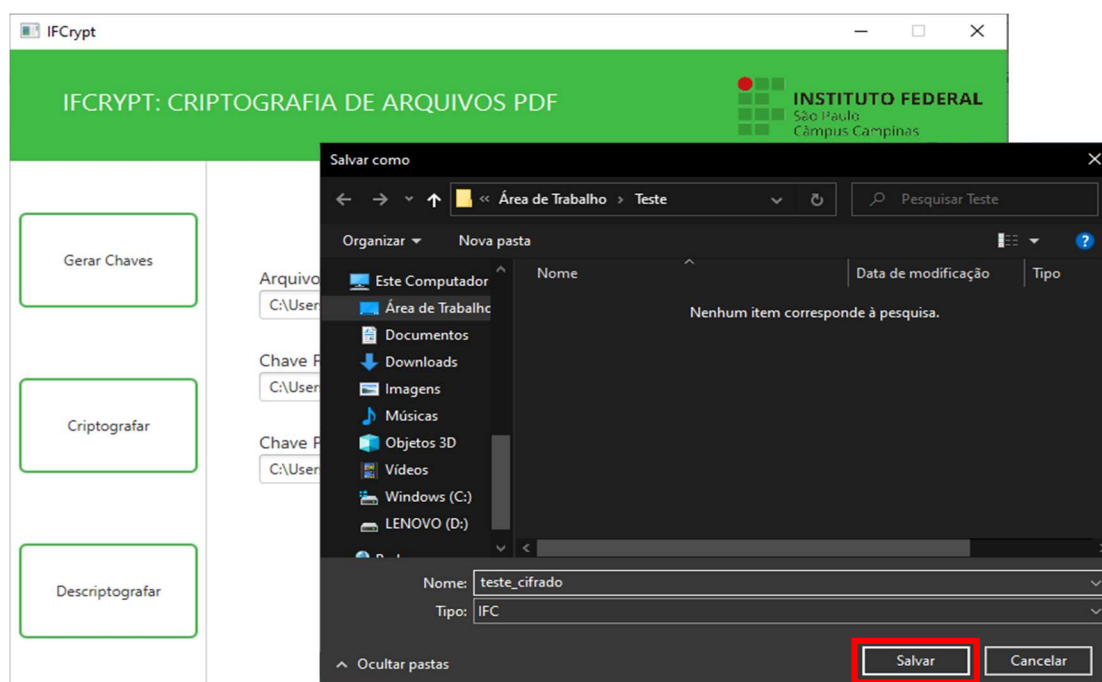 IFCrypt
IFCRYPT: CRIPTOGRAFIA DE ARQUIVOS PDF
INSTITUTO FEDERAL
São Paulo
Câmpus Campinas
Gerar Chaves
Criptografar
Descriptografar
Arquivo
C:\User
Chave P
C:\User
Chave P
C:\User
Salvar como
« Área de Trabalho › Teste
Pesquisar Teste
Organizar
Nova pasta
Este Computador
Área de Trabalho
Documentos
Downloads
Imagens
Músicas
Objetos 3D
Vídeos
Windows (C:)
LENOVO (D:)
Nome
Data de modificação
Tipo
Nenhum item corresponde à pesquisa.
Nome: teste_cifrado
Tipo: IFC
Ocultar pastas
Salvar
Cancelar